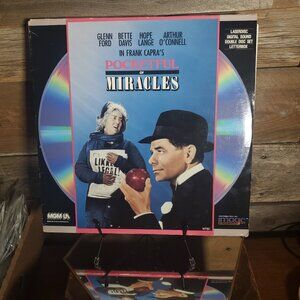 GLENN FORD
BETTE DAVIS
HOPE LANGE
ARTHUR O'CONNELL
IN FRANK CAPRA'S
POCKETFUL
OF
MIRACLES
LASERDISC
DIGITAL SOUND
DOUBLE DISC SET
LETTERBOX
MGM/UA
image